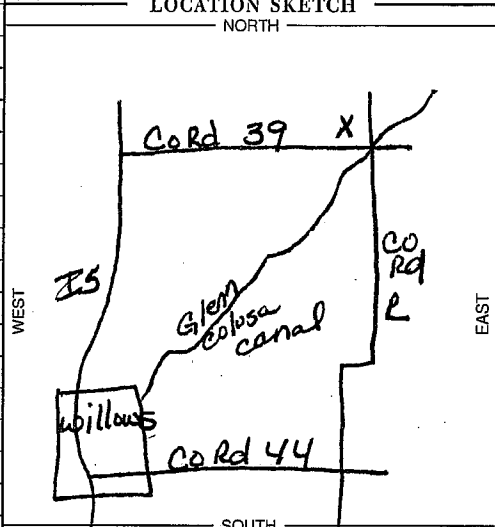 LOCATION SKETCH
NORTH
Co Rd 39 X
CO
Rd
R
I5
WEST
EAST
Glenn
Colusa
canal
Willows
Co Rd 44
SOUTH